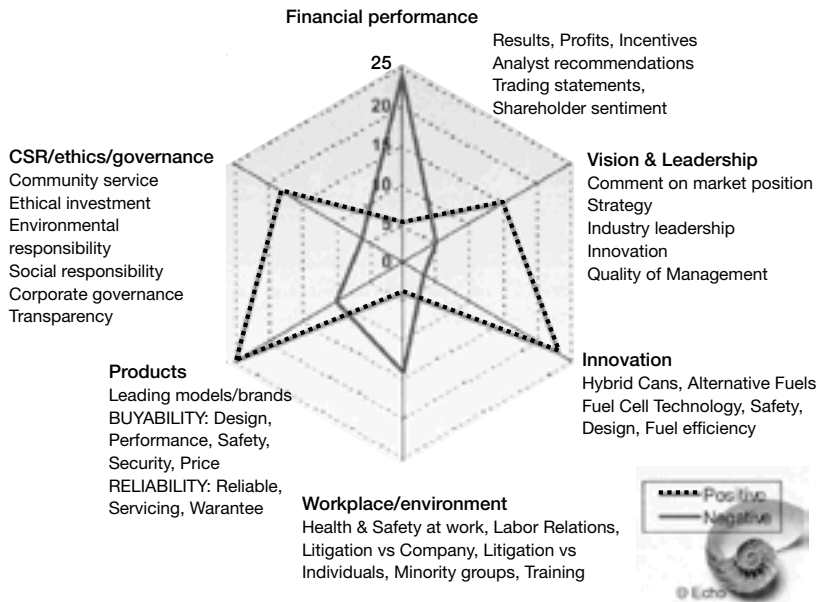 Financial performance
Results, Profits, Incentives
Analyst recommendations
Trading statements,
Shareholder sentiment
25
20
15
10
5
0
CSR/ethics/governance
Community service
Ethical investment
Environmental
responsibility
Social responsibility
Corporate governance
Transparency
Vision & Leadership
Comment on market position
Strategy
Industry leadership
Innovation
Quality of Management
Products
Leading models/brands
BUYABILITY: Design,
Performance, Safety,
Security, Price
RELIABILITY: Reliable,
Servicing, Warantee
Innovation
Hybrid Cans, Alternative Fuels
Fuel Cell Technology, Safety,
Design, Fuel efficiency
Workplace/environment
Health & Safety at work, Labor Relations,
Litigation vs Company, Litigation vs
Individuals, Minority groups, Training
Positive
Negative
© Echo